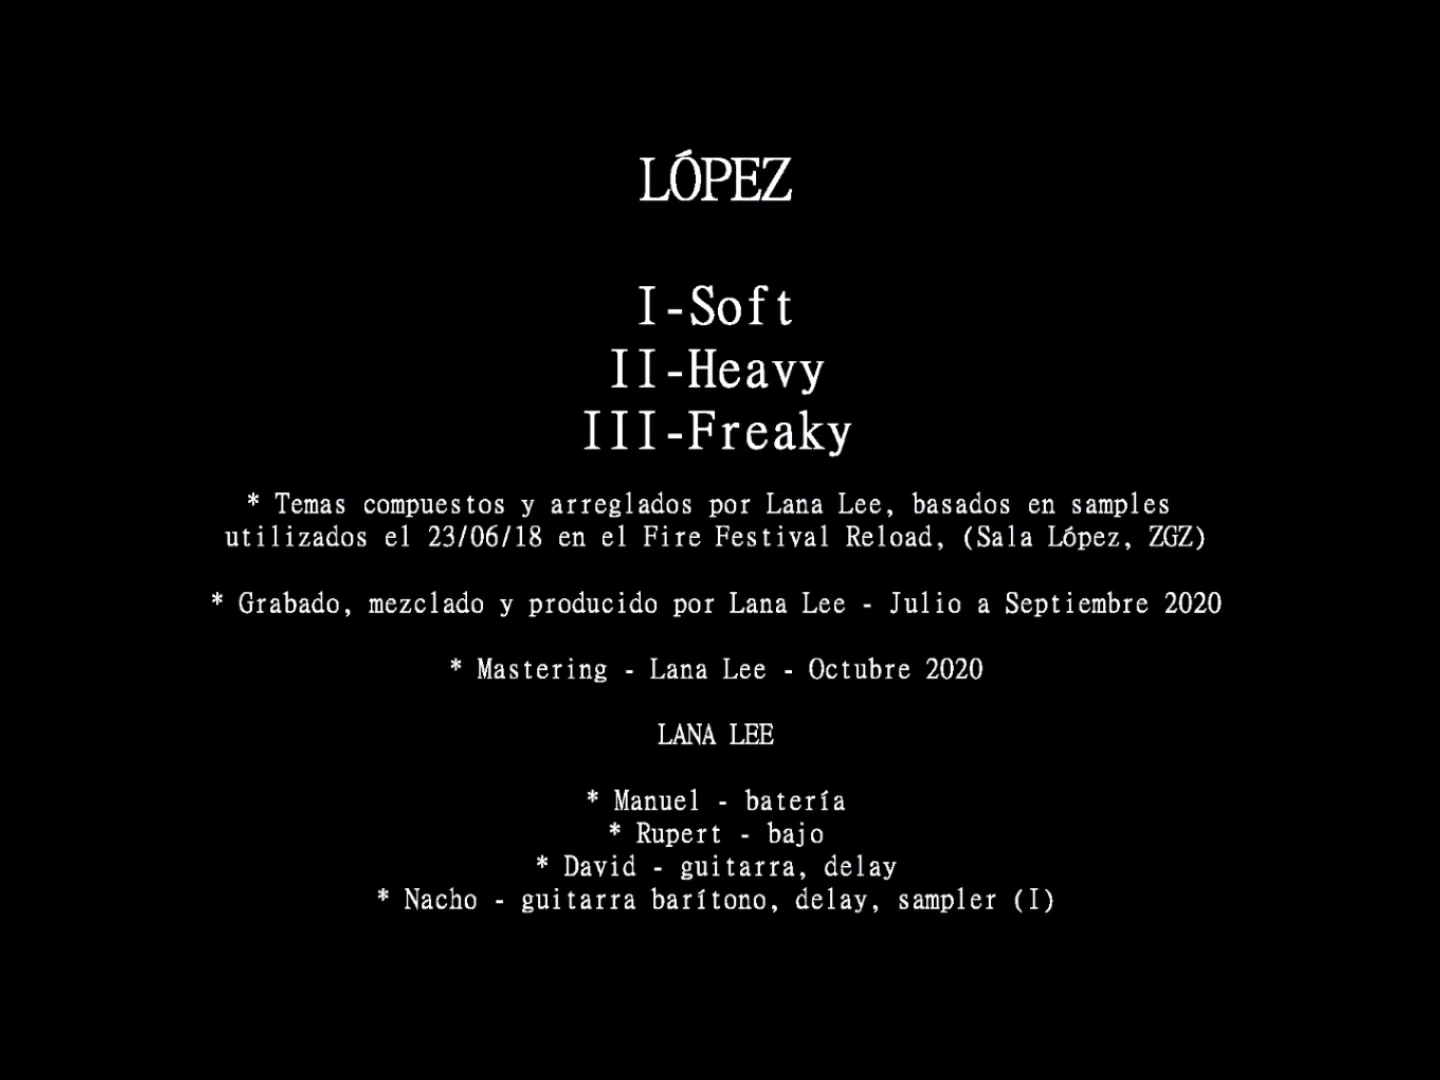 LÓPEZ
I-Soft
II-Heavy
III-Freaky
* Temas compuestos y arreglados por Lana Lee, basados en samples
utilizados el 23/06/18 en el Fire Festival Reload, (Sala López, ZGZ)
* Grabado, mezclado y producido por Lana Lee - Julio a Septiembre 2020
* Mastering - Lana Lee - Octubre 2020
LANA LEE
* Manuel - batería
* Rupert - bajo
* David - guitarra, delay
* Nacho - guitarra barítono, delay, sampler (I)